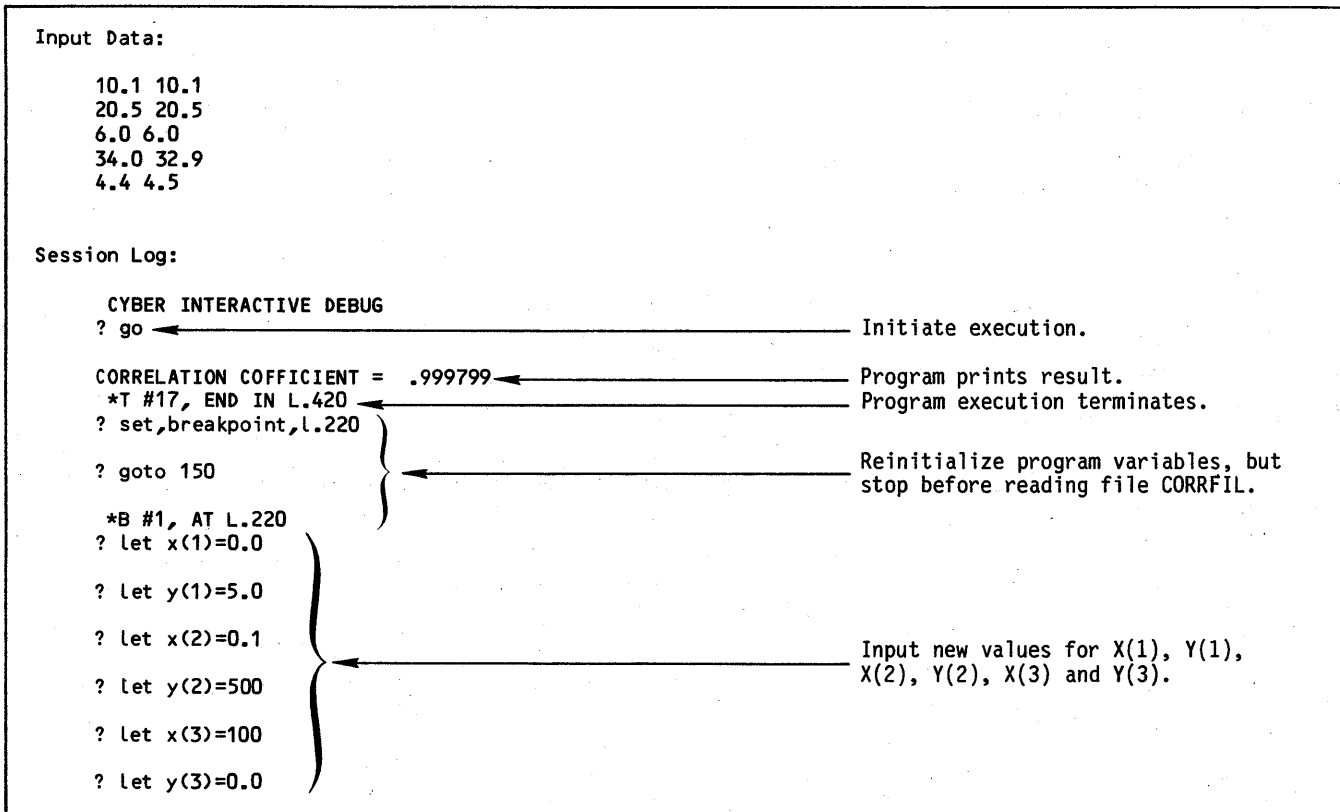 Input Data:
10.1 10.1
20.5 20.5
6.0 6.0
34.0 32.9
4.4 4.5
Session Log:
CYBER INTERACTIVE DEBUG
? go Initiate execution.
CORRELATION COFFICIENT = .999799 Program prints result.
*T #17, END IN L.420 Program execution terminates.
? set,breakpoint,l.220
? goto 150 Reinitialize program variables, but
stop before reading file CORRFIL.
*B #1, AT L.220
? let x(1)=0.0
? let y(1)=5.0
? let x(2)=0.1
Input new values for X(1), Y(1),
? let y(2)=500 X(2), Y(2), X(3) and Y(3).
? let x(3)=100
? let y(3)=0.0